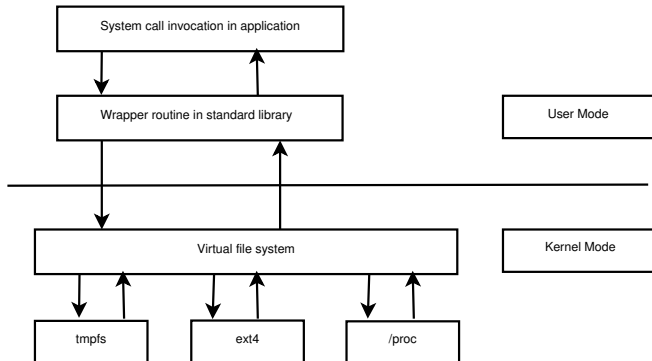 System call invocation in application
Wrapper routine in standard library
User Mode
Virtual file system
Kernel Mode
tmpfs
ext4
/proc